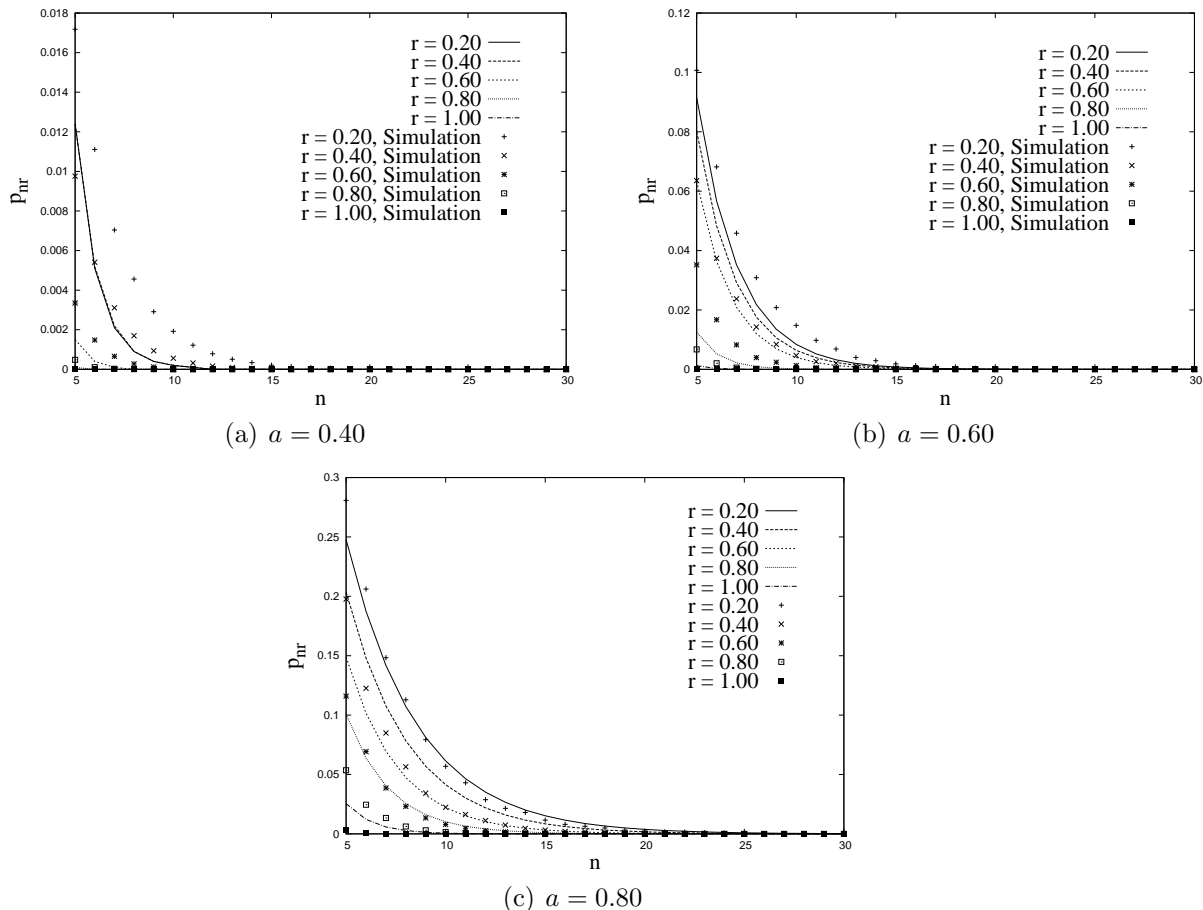 0.018
0.016
0.014
0.012
0.01
0.008
0.006
0.004
0.002
0
p_nr
r = 0.20
r = 0.40
r = 0.60
r = 0.80
r = 1.00
r = 0.20, Simulation
r = 0.40, Simulation
r = 0.60, Simulation
r = 0.80, Simulation
r = 1.00, Simulation
5 10 15 20 25 30
n
(a) a = 0.40
0.12
0.1
0.08
0.06
0.04
0.02
0
p_nr
r = 0.20
r = 0.40
r = 0.60
r = 0.80
r = 1.00
r = 0.20, Simulation
r = 0.40, Simulation
r = 0.60, Simulation
r = 0.80, Simulation
r = 1.00, Simulation
5 10 15 20 25 30
n
(b) a = 0.60
0.3
0.25
0.2
0.15
0.1
0.05
0
p_nr
r = 0.20
r = 0.40
r = 0.60
r = 0.80
r = 1.00
r = 0.20
r = 0.40
r = 0.60
r = 0.80
r = 1.00
5 10 15 20 25 30
n
(c) a = 0.80